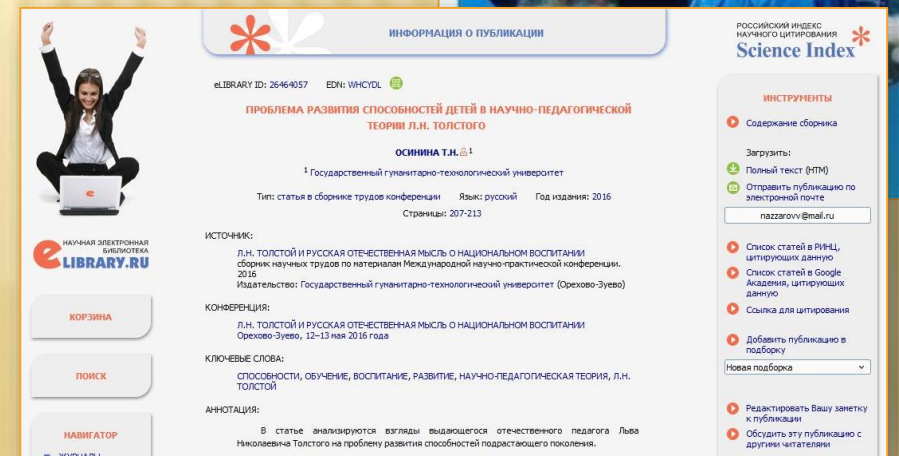 ИНФОРМАЦИЯ О ПУБЛИКАЦИИ
eLIBRARY ID: 26464057 EDN: WHCYDL
ПРОБЛЕМА РАЗВИТИЯ СПОСОБНОСТЕЙ ДЕТЕЙ В НАУЧНО-ПЕДАГОГИЧЕСКОЙ
ТЕОРИИ Л.Н. ТОЛСТОГО
ОСИНИНА Т.Н. 1
1 Государственный гуманитарно-технологический университет
Тип: статья в сборнике трудов конференции Язык: русский Год издания: 2016
Страницы: 207-213
ИСТОЧНИК:
Л.Н. ТОЛСТОЙ И РУССКАЯ ОТЕЧЕСТВЕННАЯ МЫСЛЬ О НАЦИОНАЛЬНОМ ВОСПИТАНИИ
сборник научных трудов по материалам Международной научно-практической конференции.
2016
Издательство: Государственный гуманитарно-технологический университет (Орехово-Зуево)
КОНФЕРЕНЦИЯ:
Л.Н. ТОЛСТОЙ И РУССКАЯ ОТЕЧЕСТВЕННАЯ МЫСЛЬ О НАЦИОНАЛЬНОМ ВОСПИТАНИИ
Орехово-Зуево, 12–13 мая 2016 года
КЛЮЧЕВЫЕ СЛОВА:
СПОСОБНОСТИ, ОБУЧЕНИЕ, ВОСПИТАНИЕ, РАЗВИТИЕ, НАУЧНО-ПЕДАГОГИЧЕСКАЯ ТЕОРИЯ, Л.Н.
ТОЛСТОЙ
АННОТАЦИЯ:
В статье анализируются взгляды выдающегося отечественного педагога Льва
Николаевича Толстого на проблему развития способностей подрастающего поколения.
НАУЧНАЯ ЭЛЕКТРОННАЯ
БИБЛИОТЕКА
eLIBRARY.RU
КОРЗИНА
ПОИСК
НАВИГАТОР
ЖУРНАЛЫ
РОССИЙСКИЙ ИНДЕКС
НАУЧНОГО ЦИТИРОВАНИЯ
Science Index
ИНСТРУМЕНТЫ
Содержание сборника
Загрузить:
Полный текст (HTM)
Отправить публикацию по
электронной почте
nazzarovv@mail.ru
Список статей в РИНЦ,
цитирующих данную
Список статей в Google
Академия, цитирующих
данную
Ссылка для цитирования
Добавить публикацию в
подборку
Новая подборка
Редактировать Вашу заметку
к публикации
Обсудить эту публикацию с
другими читателями